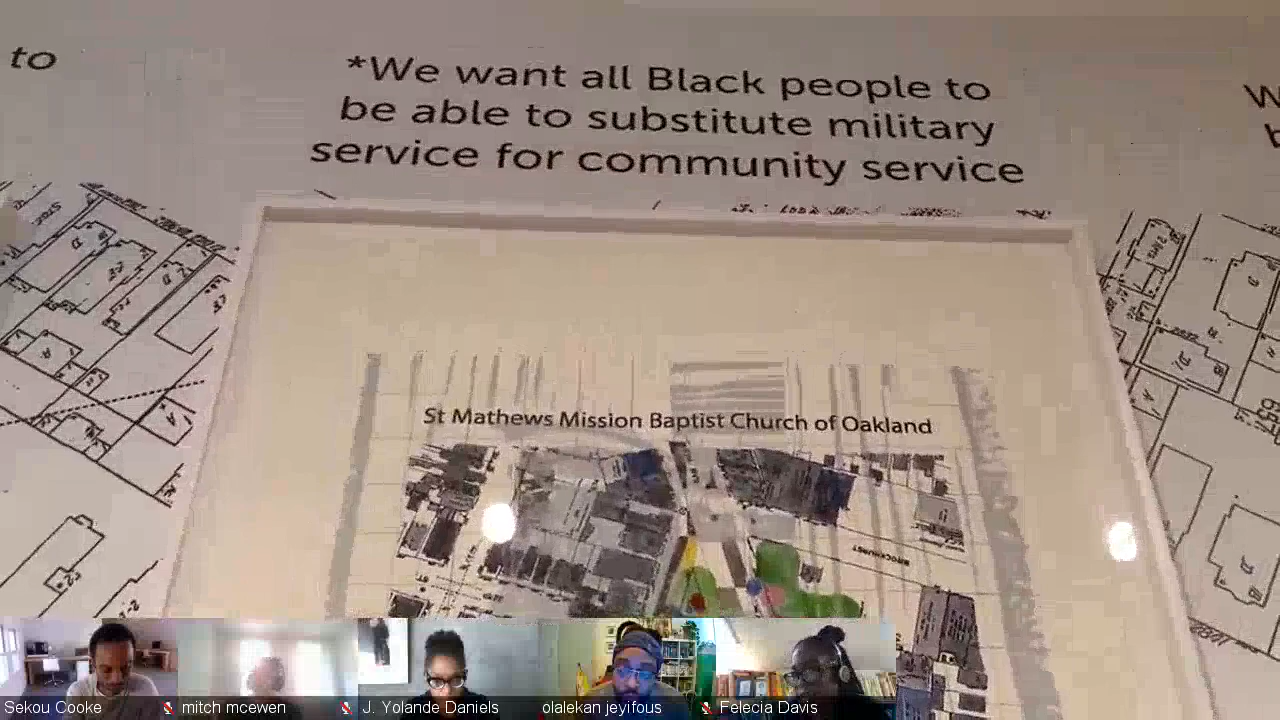 to
*We want all Black people to
be able to substitute military
service for community service
St Mathews Mission Baptist Church of Oakland
BROCKHURST
Sekou Cooke
mitch mcewen
J. Yolande Daniels
olalekan jeyifous
Felecia Davis